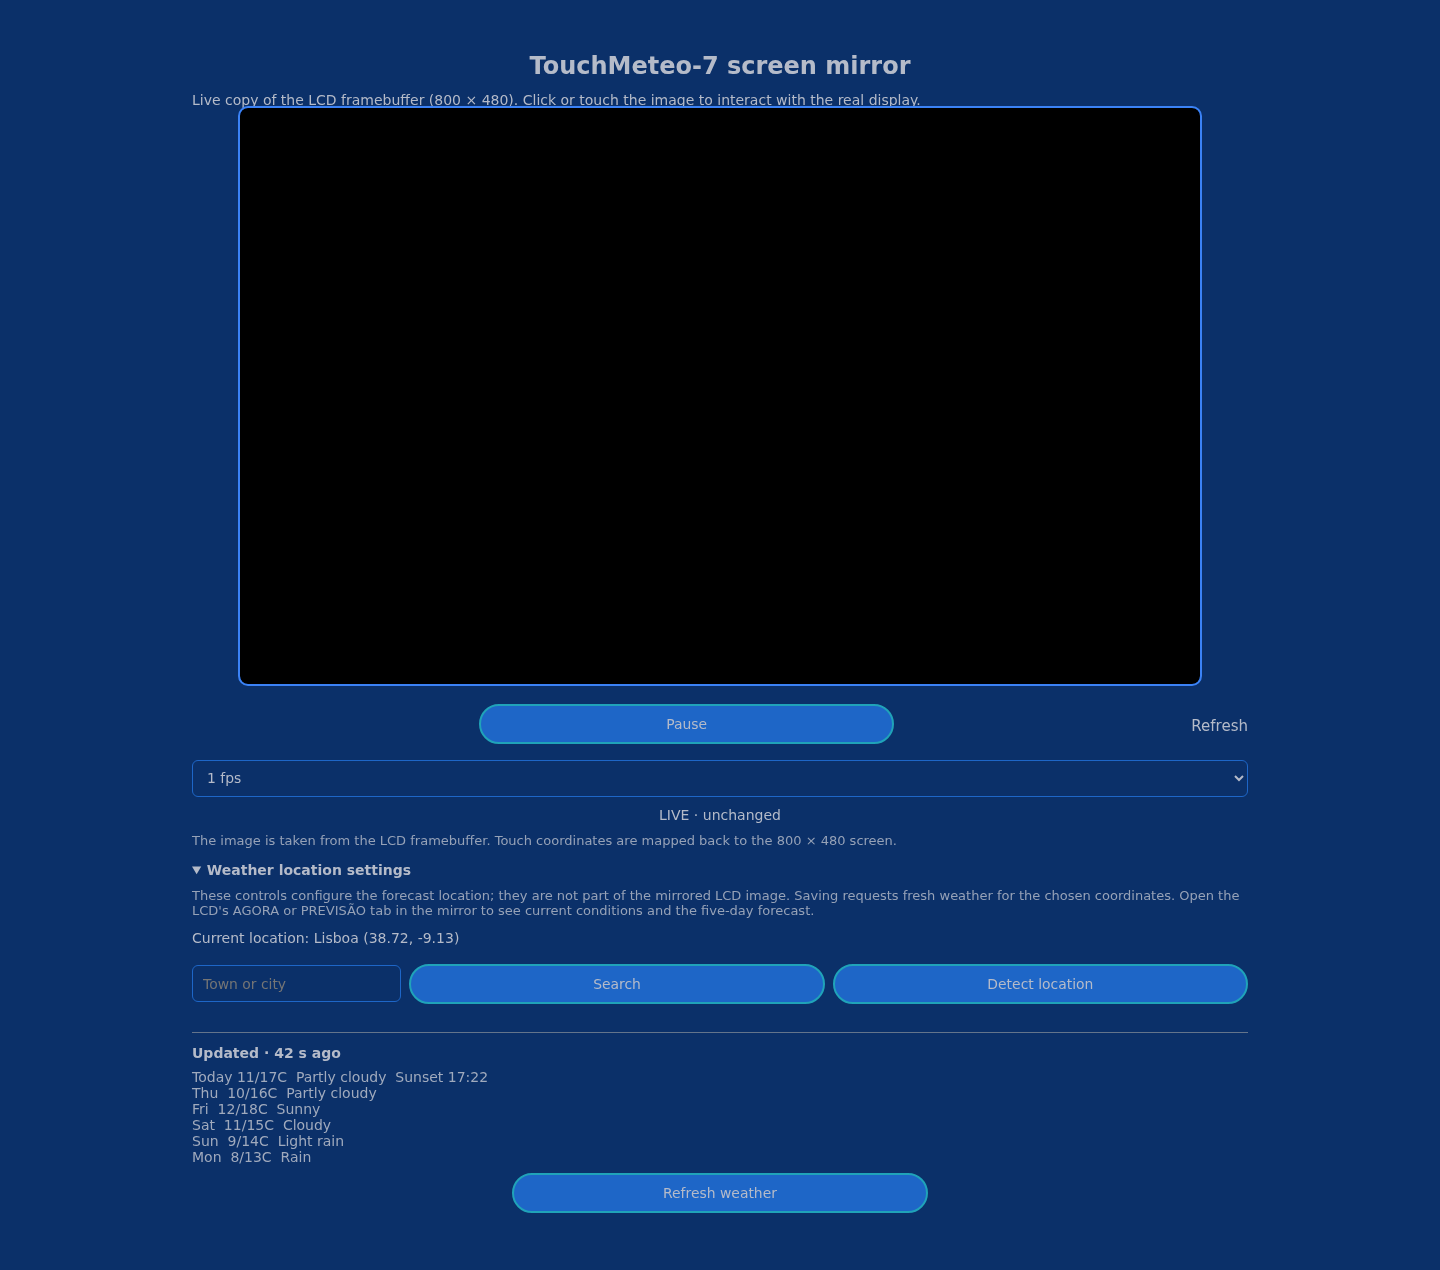 TouchMeteo-7 screen mirror
Live copy of the LCD framebuffer (800 × 480). Click or touch the image to interact with the real display.
Pause
Refresh
1 fps
LIVE · unchanged
The image is taken from the LCD framebuffer. Touch coordinates are mapped back to the 800 × 480 screen.
▼ Weather location settings
These controls configure the forecast location; they are not part of the mirrored LCD image. Saving requests fresh weather for the chosen coordinates. Open the
LCD's AGORA or PREVISÃO tab in the mirror to see current conditions and the five-day forecast.
Current location: Lisboa (38.72, -9.13)
Town or city
Search
Detect location
Updated · 42 s ago
Today 11/17C  Partly cloudy  Sunset 17:22
Thu  10/16C  Partly cloudy
Fri  12/18C  Sunny
Sat  11/15C  Cloudy
Sun  9/14C  Light rain
Mon  8/13C  Rain
Refresh weather